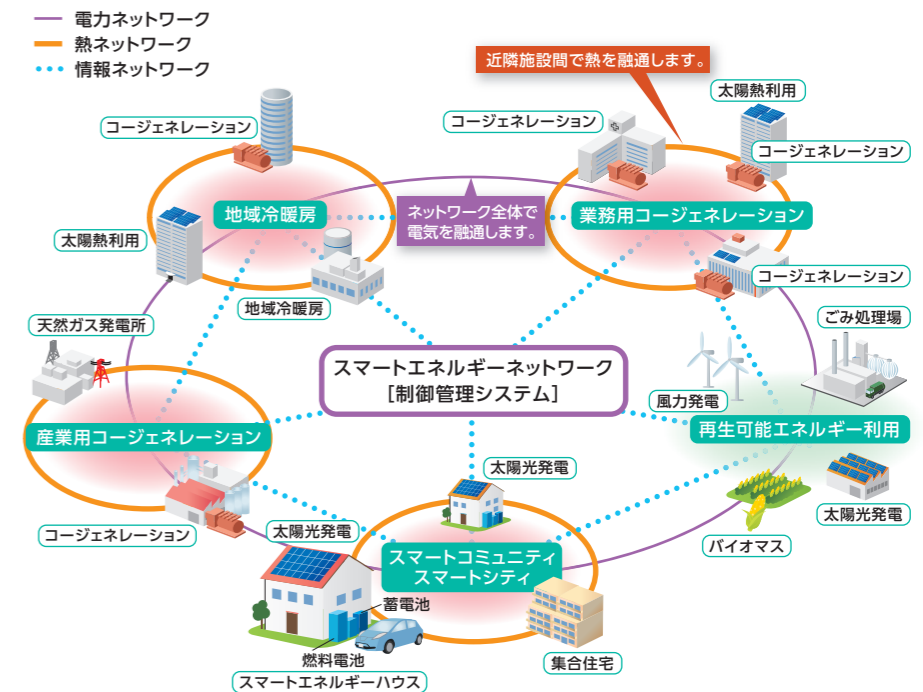 電力ネットワーク
熱ネットワーク
情報ネットワーク
近隣施設間で熱を融通します。
太陽熱利用
コージェネレーション
コージェネレーション
コージェネレーション
地域冷暖房
ネットワーク全体で
電気を融通します。
業務用コージェネレーション
太陽熱利用
コージェネレーション
地域冷暖房
天然ガス発電所
ごみ処理場
スマートエネルギーネットワーク
[制御管理システム]
風力発電
産業用コージェネレーション
再生可能エネルギー利用
太陽光発電
コージェネレーション
太陽光発電
太陽光発電
バイオマス
スマートコミュニティ
スマートシティ
蓄電池
燃料電池
集合住宅
スマートエネルギーハウス